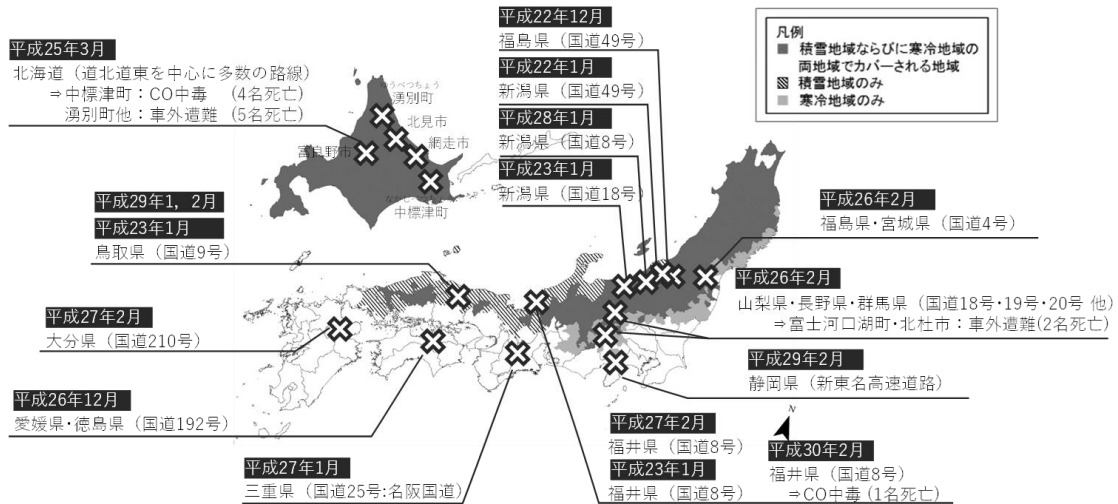 平成25年3月
北海道（道北道東を中心に多数の路線）
⇒中標津町：CO中毒　(4名死亡)
湧別町他：車外遭難 (5名死亡)
ゆうべつちょう
湧別町
北見市
網走市
富良野市
中標津町
平成22年12月
福島県（国道49号）
平成22年1月
新潟県（国道49号）
平成28年1月
新潟県（国道8号）
平成23年1月
新潟県（国道18号）
凡例
積雪地域ならびに寒冷地域の
両地域でカバーされる地域
積雪地域のみ
寒冷地域のみ
平成29年1，2月
平成23年1月
鳥取県（国道9号）
平成26年2月
福島県・宮城県（国道4号）
平成26年2月
山梨県・長野県・群馬県（国道18号・19号・20号 他）
⇒富士河口湖町・北杜市：車外遭難(2名死亡)
平成27年2月
大分県（国道210号）
平成29年2月
静岡県（新東名高速道路）
平成26年12月
愛媛県・徳島県（国道192号）
平成27年1月
三重県（国道25号:名阪国道）
平成27年2月
福井県（国道8号）
平成23年1月
福井県（国道8号）
N
平成30年2月
福井県（国道8号）
⇒CO中毒 (1名死亡)